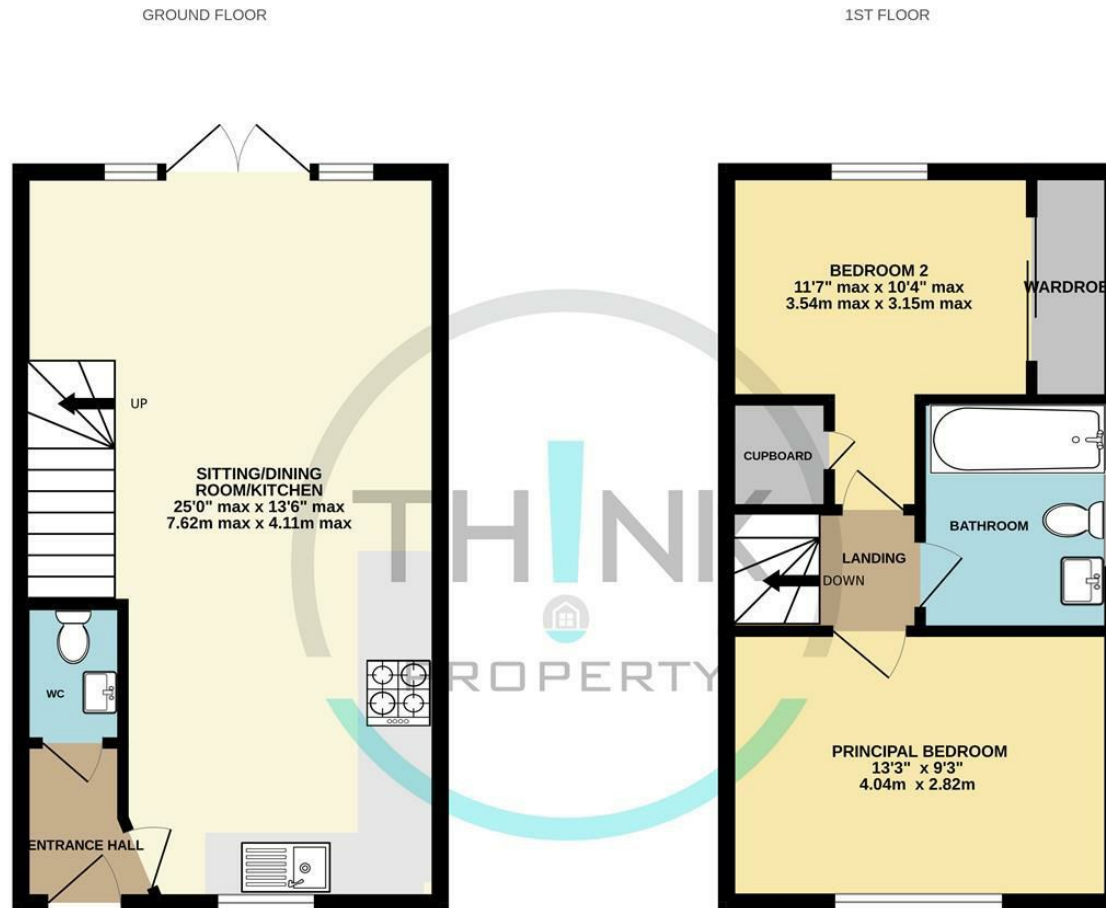 GROUND FLOOR
1ST FLOOR
UP
SITTING/DINING
ROOM/KITCHEN
25'0" max x 13'6" max
7.62m max x 4.11m max
WC
ENTRANCE HALL
BEDROOM 2
11'7" max x 10'4" max
3.54m max x 3.15m max
WARDROBE
CUPBOARD
BATHROOM
LANDING
DOWN
PRINCIPAL BEDROOM
13'3" x 9'3"
4.04m x 2.82m
TH!NK
PROPERTY